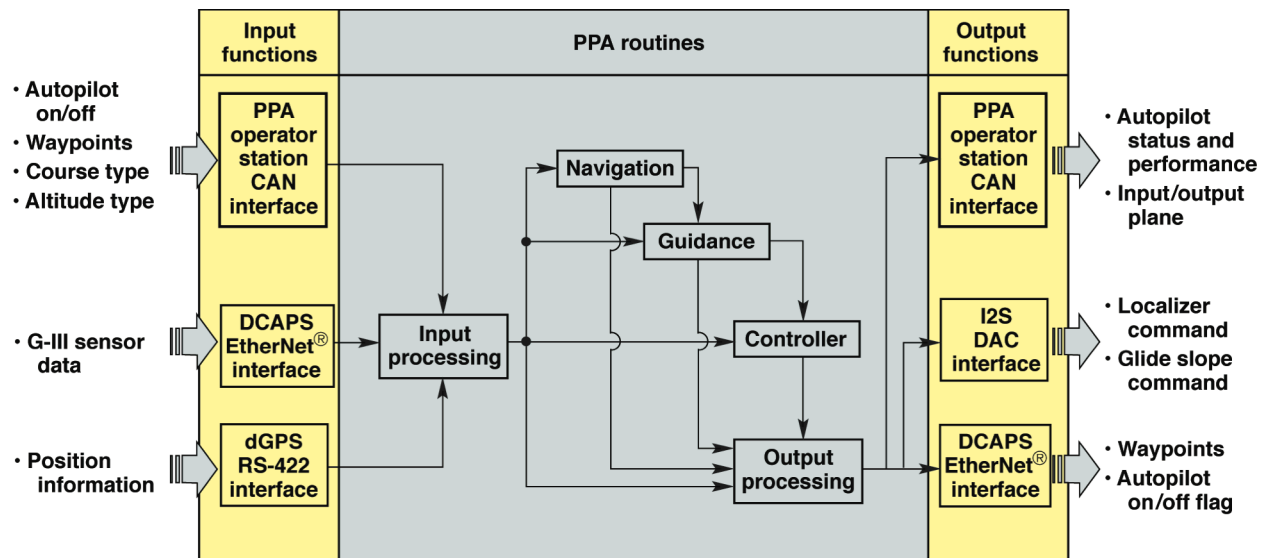 Input
functions
PPA routines
Output
functions
• Autopilot
on/off
• Waypoints
• Course type
• Altitude type
PPA
operator
station
CAN
interface
• G-III sensor
data
DCAPS
EtherNet®
interface
• Position
information
dGPS
RS-422
interface
Input
processing
Navigation
Guidance
Controller
Output
processing
PPA
operator
station
CAN
interface
• Autopilot
status and
performance
• Input/output
plane
I2S
DAC
interface
• Localizer
command
• Glide slope
command
DCAPS
EtherNet®
interface
• Waypoints
• Autopilot
on/off flag